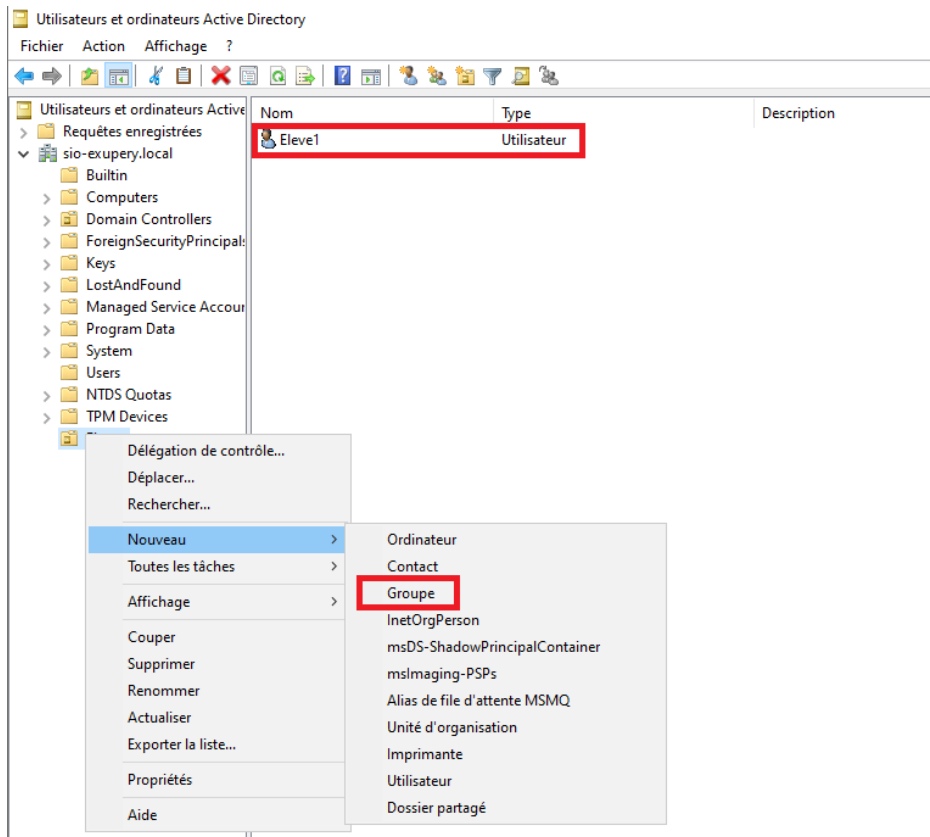 Utilisateurs et ordinateurs Active Directory
Fichier Action Affichage ?
Utilisateurs et ordinateurs Active
Requêtes enregistrées
sio-exupery.local
Builtin
Computers
Domain Controllers
ForeignSecurityPrincipals
Keys
LostAndFound
Managed Service Accour
Program Data
System
Users
NTDS Quotas
TPM Devices
Nom Type Description
Eleve1 Utilisateur
Délégation de contrôle...
Déplacer...
Rechercher...
Nouveau
Toutes les tâches
Affichage
Couper
Supprimer
Renommer
Actualiser
Exporter la liste...
Propriétés
Aide
Ordinateur
Contact
Groupe
InetOrgPerson
msDS-ShadowPrincipalContainer
msImaging-PSPs
Alias de file d'attente MSMQ
Unité d'organisation
Imprimante
Utilisateur
Dossier partagé